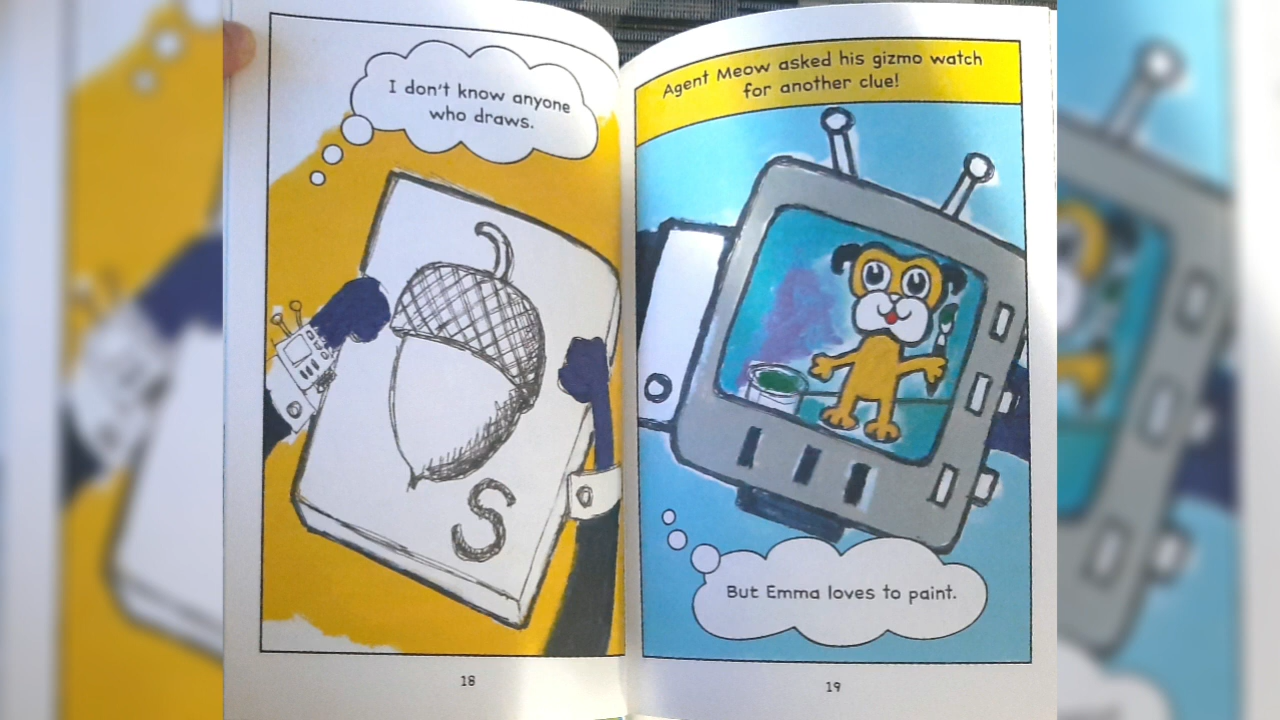 I don't know anyone
who draws.
S
18
Agent Meow asked his gizmo watch
for another clue!
But Emma loves to paint.
19